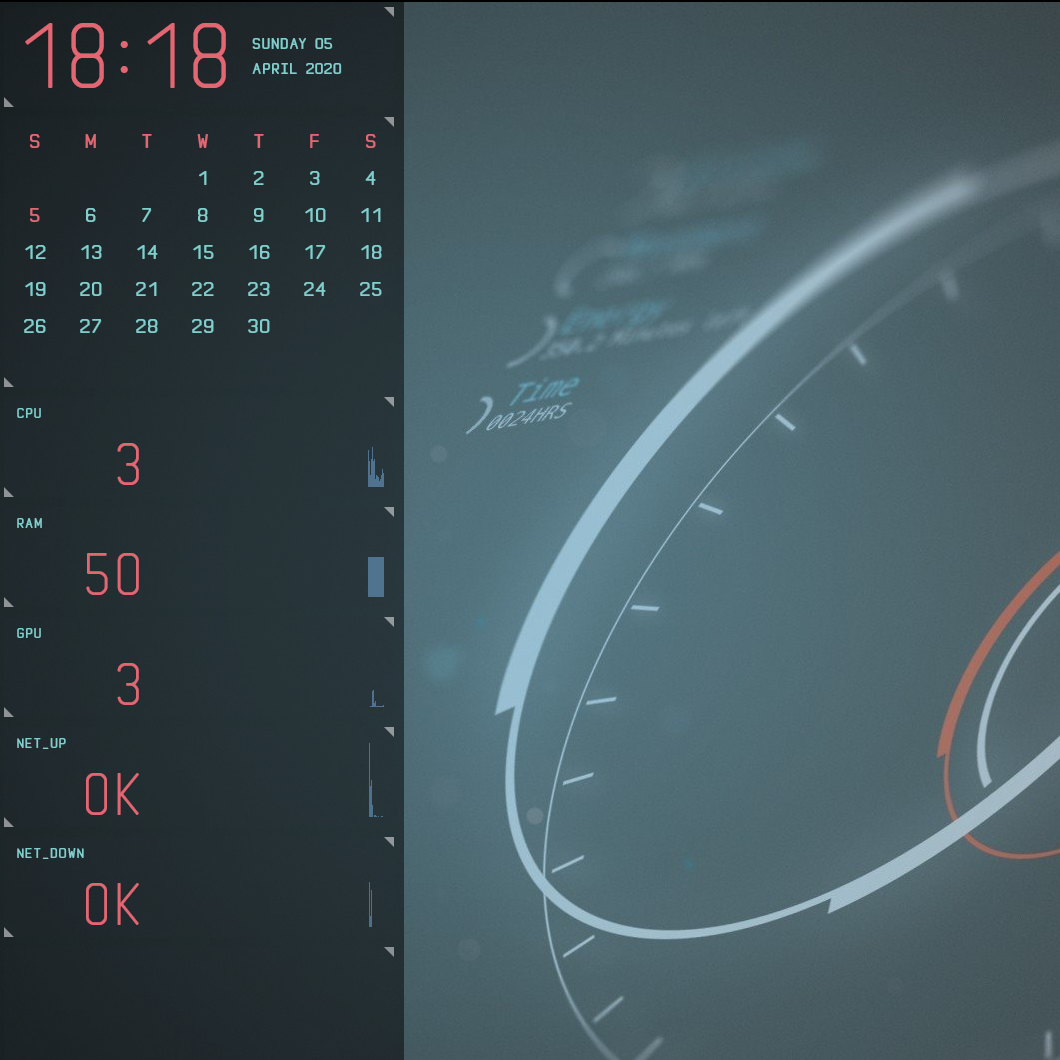 18:18
SUNDAY 05
APRIL 2020
S M T W T F S
1 2 3 4
5 6 7 8 9 10 11
12 13 14 15 16 17 18
19 20 21 22 23 24 25
26 27 28 29 30
CPU
3
RAM
50
GPU
3
NET_UP
0K
NET_DOWN
0K
Energy
Time
0024HRS